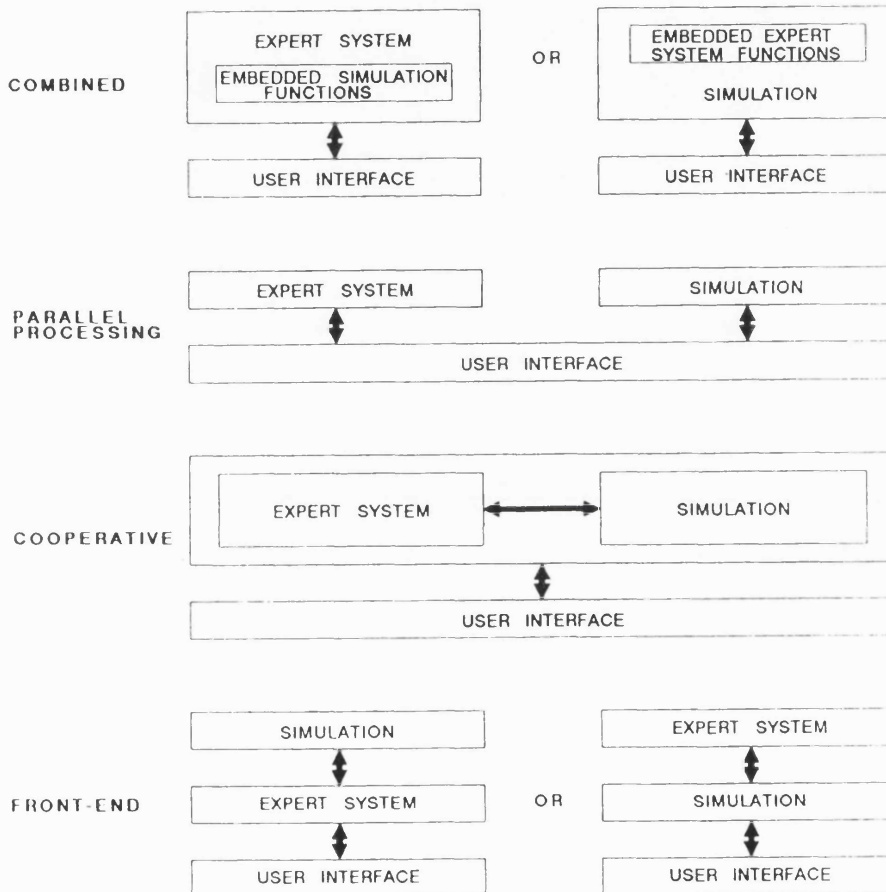 COMBINED
EXPERT SYSTEM
EMBEDDED SIMULATION
FUNCTIONS
USER INTERFACE
OR
EMBEDDED EXPERT
SYSTEM FUNCTIONS
SIMULATION
USER INTERFACE
PARALLEL
PROCESSING
EXPERT SYSTEM
SIMULATION
USER INTERFACE
COOPERATIVE
EXPERT SYSTEM
SIMULATION
USER INTERFACE
FRONT-END
SIMULATION
EXPERT SYSTEM
USER INTERFACE
OR
EXPERT SYSTEM
SIMULATION
USER INTERFACE